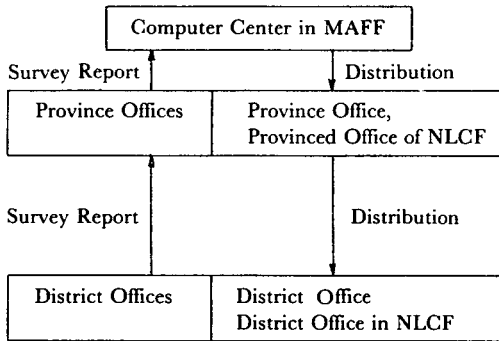 Computer Center in MAFF
Survey Report
Distribution
Province Offices
Province Office,
Provinced Office of NLCF
Survey Report
Distribution
District Offices
District Office
District Office in NLCF